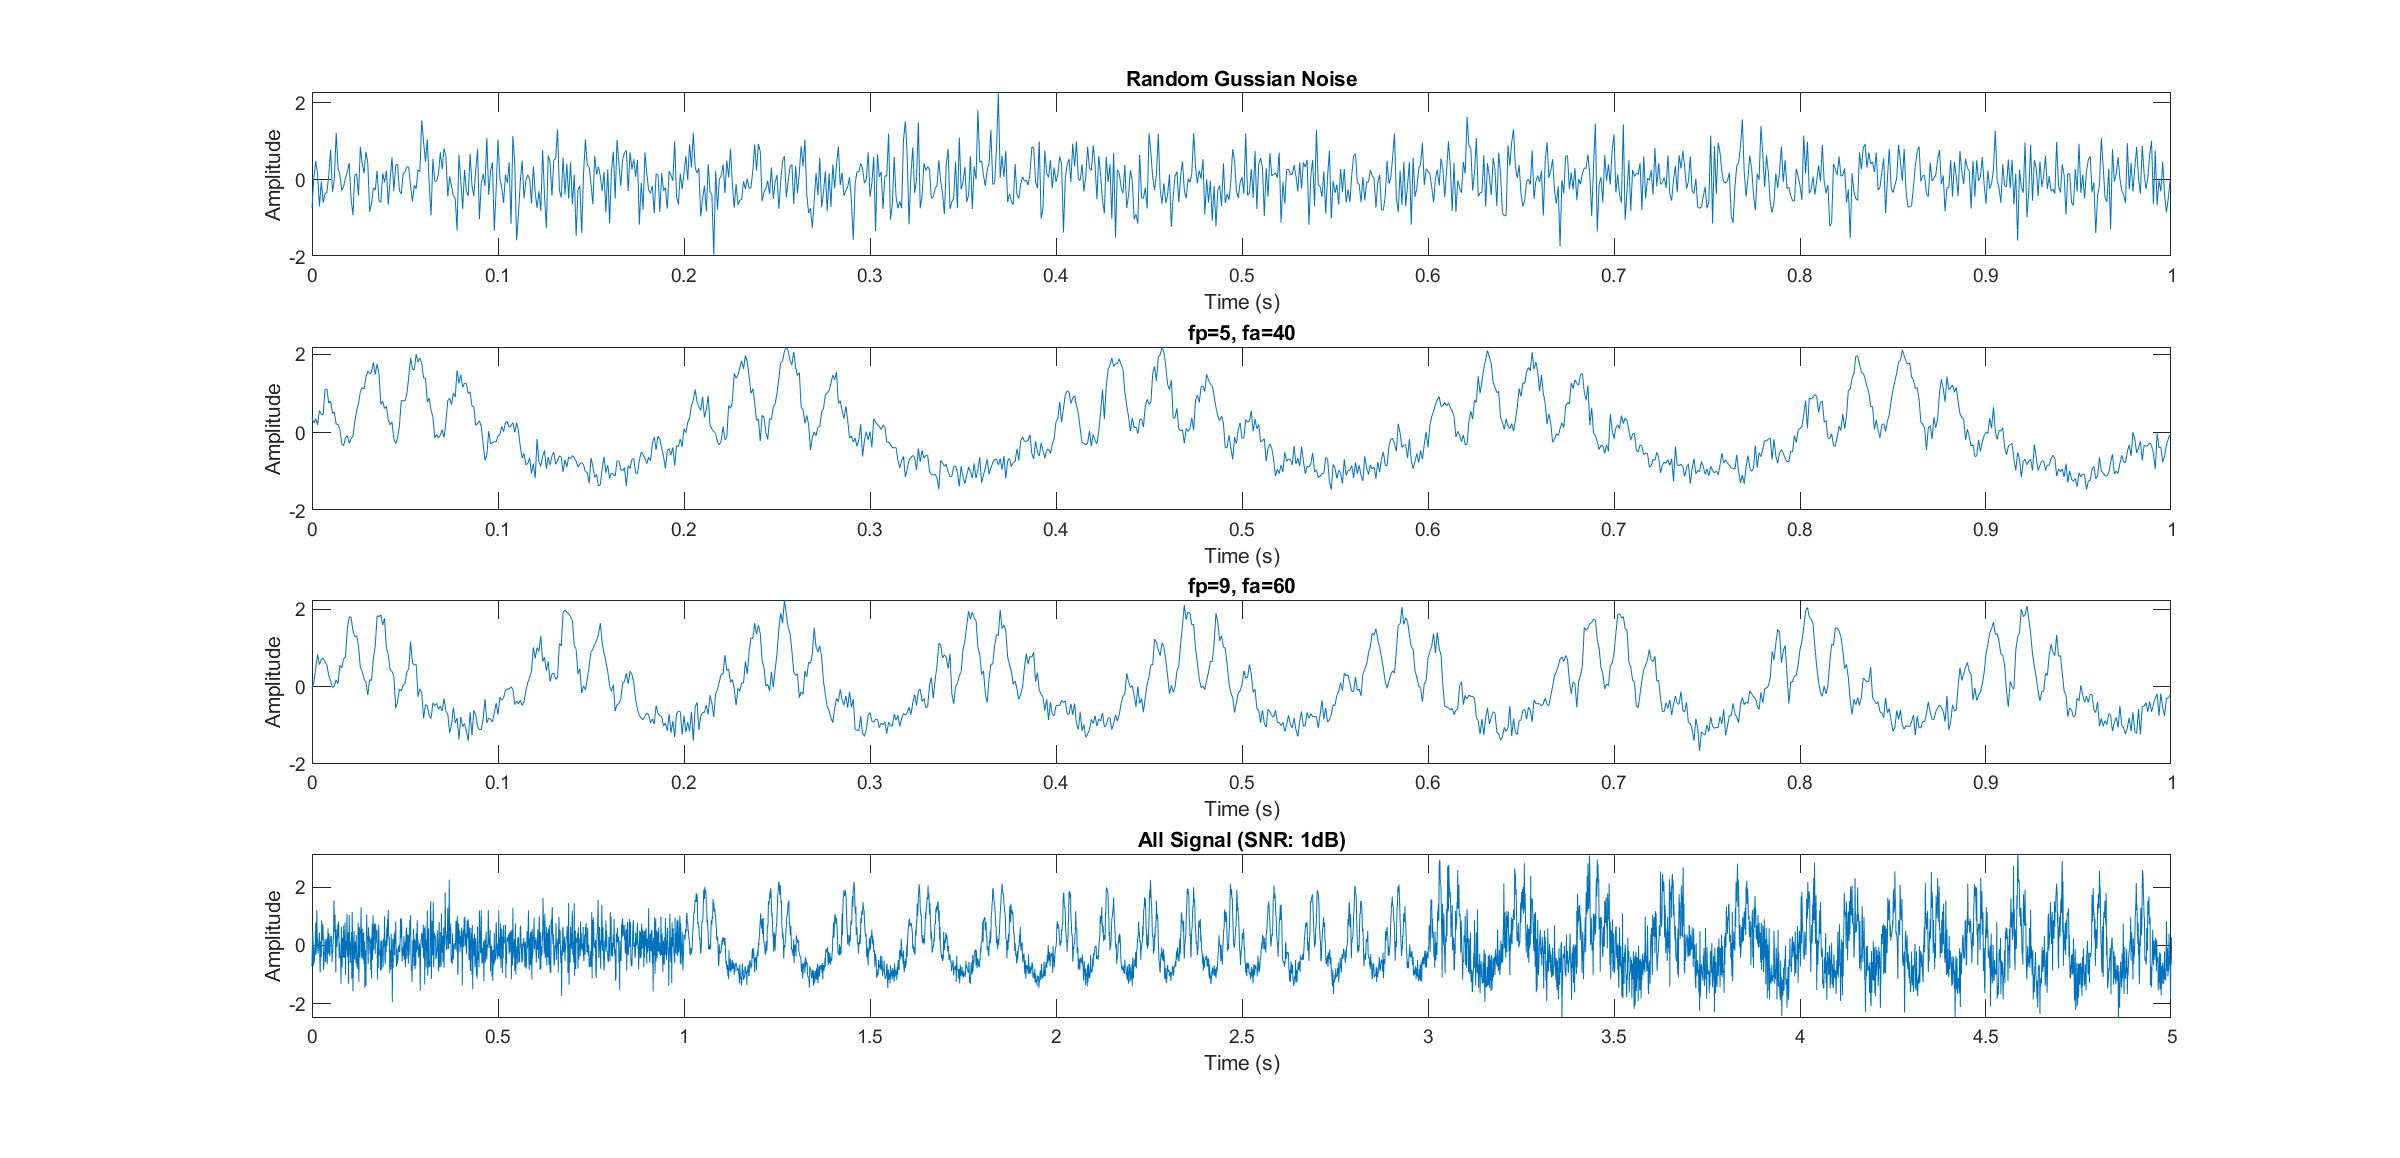 Random Gussian Noise
Amplitude
2
0
-2
0 0.1 0.2 0.3 0.4 0.5 0.6 0.7 0.8 0.9 1
Time (s)
fp=5, fa=40
Amplitude
2
0
-2
0 0.1 0.2 0.3 0.4 0.5 0.6 0.7 0.8 0.9 1
Time (s)
fp=9, fa=60
Amplitude
2
0
-2
0 0.1 0.2 0.3 0.4 0.5 0.6 0.7 0.8 0.9 1
Time (s)
All Signal (SNR: 1dB)
Amplitude
2
0
-2
0 0.5 1 1.5 2 2.5 3 3.5 4 4.5 5
Time (s)